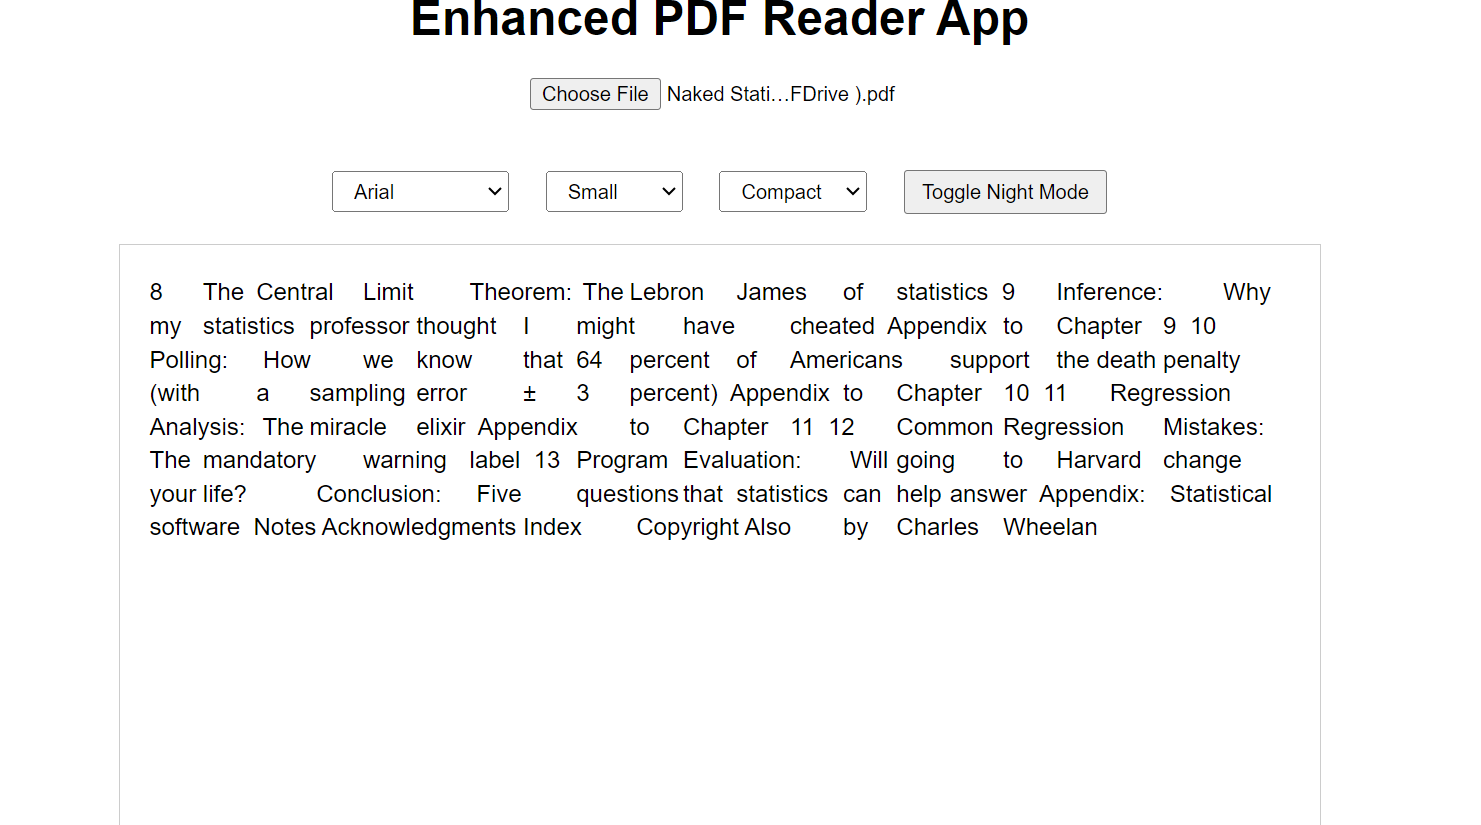 Enhanced PDF Reader App
Choose File Naked Stati...FDrive ).pdf
Arial Small Compact Toggle Night Mode
8 The Central Limit Theorem: The Lebron James of statistics 9 Inference: Why
my statistics professor thought I might have cheated Appendix to Chapter 9 10
Polling: How we know that 64 percent of Americans support the death penalty
(with a sampling error ± 3 percent) Appendix to Chapter 10 11 Regression
Analysis: The miracle elixir Appendix to Chapter 11 12 Common Regression Mistakes:
The mandatory warning label 13 Program Evaluation: Will going to Harvard change
your life? Conclusion: Five questions that statistics can help answer Appendix: Statistical
software Notes Acknowledgments Index Copyright Also by Charles Wheelan